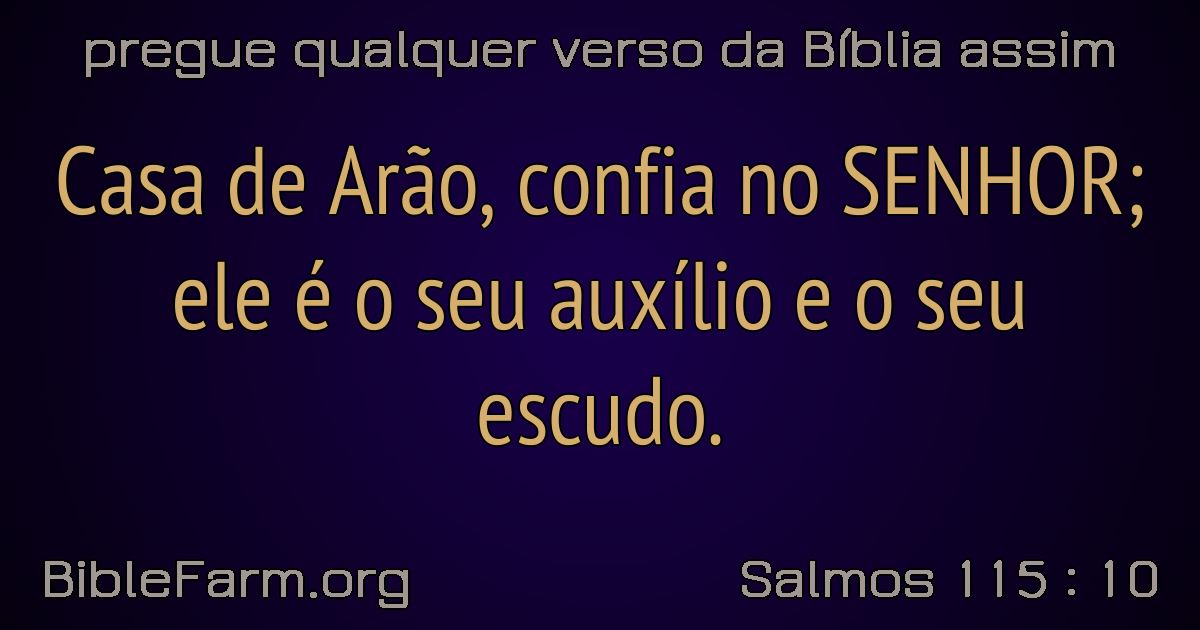 pregue qualquer verso da Bíblia assim
Casa de Arão, confia no SENHOR;
ele é o seu auxílio e o seu
escudo.
BibleFarm.org
Salmos 115 : 10